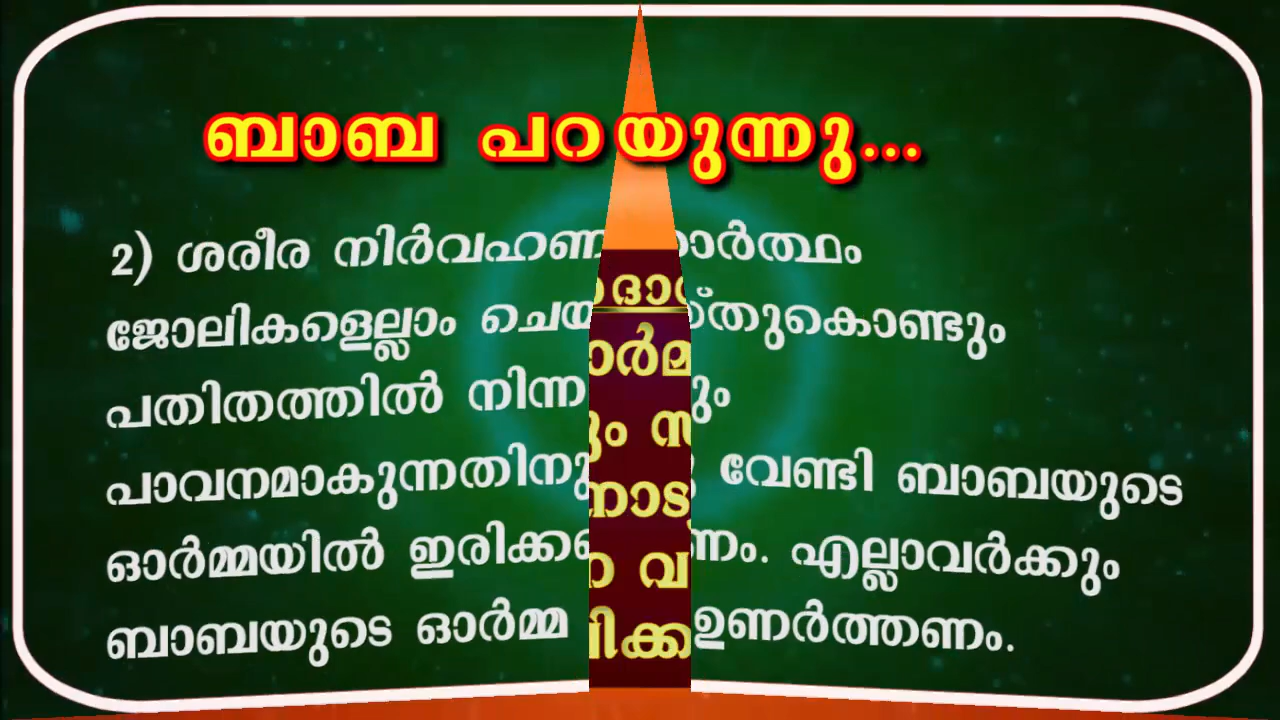 ബാബ പറയുന്നു...
2) ശരീര നിർവഹണ
ജോലികളെല്ലാം ചെയ്തുകൊണ്ടും
പതിതത്തിൽ നിന്നും
പാവനമാകുന്നതിനു വേണ്ടി ബാബയുടെ
ഓർമ്മയിൽ ഇരിക്കണം. എല്ലാവർക്കും
ബാബയുടെ ഓർമ്മ ഉണർത്തണം.